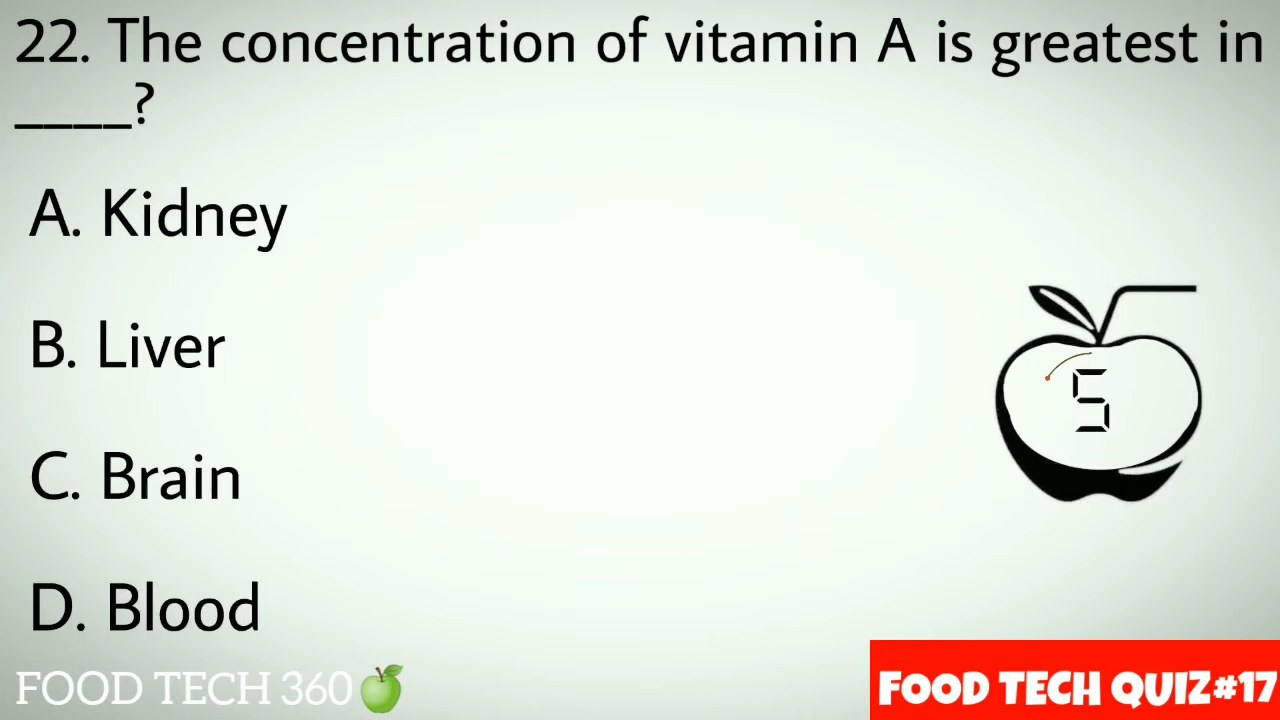 22. The concentration of vitamin A is greatest in
____?
A. Kidney
B. Liver
5
C. Brain
D. Blood
FOOD TECH 360
FOOD TECH QUIZ#17